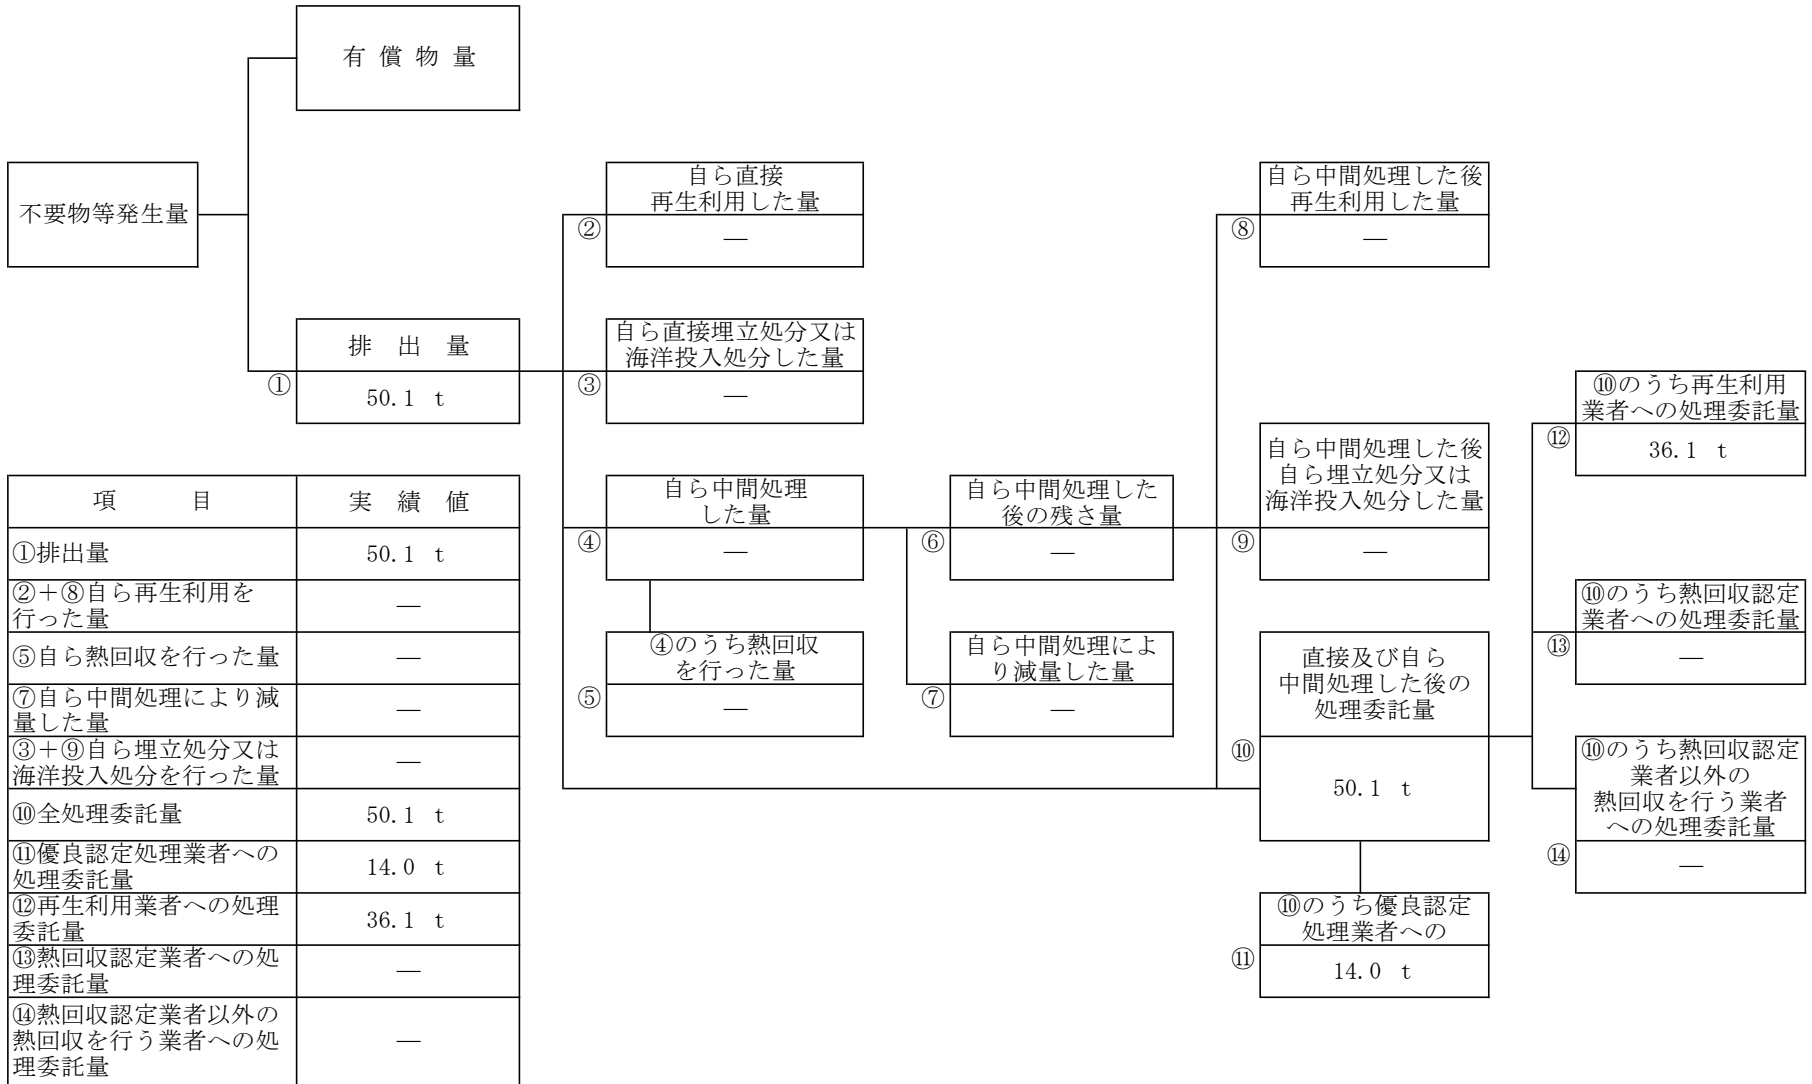 有 償 物 量
不要物等発生量
排 出 量
①
50.1 t
自ら直接
再生利用した量
②
―
自ら直接埋立処分又は
海洋投入処分した量
③
―
自ら中間処理
した量
④
―
④のうち熱回収
を行った量
⑤
―
自ら中間処理した
後の残さ量
⑥
―
自ら中間処理によ
り減量した量
⑦
―
自ら中間処理した後
再生利用した量
⑧
―
自ら中間処理した後
自ら埋立処分又は
海洋投入処分した量
⑨
―
直接及び自ら
中間処理した後の
処理委託量
⑩
50.1 t
⑩のうち優良認定
処理業者への
⑪
14.0 t
⑩のうち再生利用
業者への処理委託量
⑫
36.1 t
⑩のうち熱回収認定
業者への処理委託量
⑬
―
⑩のうち熱回収認定
業者以外の
熱回収を行う業者
への処理委託量
⑭
―
項 目 実 績 値
①排出量 50.1 t
②＋⑧自ら再生利用を
行った量
―
⑤自ら熱回収を行った量 ―
⑦自ら中間処理により減
量した量
―
③＋⑨自ら埋立処分又は
海洋投入処分を行った量
―
⑩全処理委託量 50.1 t
⑪優良認定処理業者への
処理委託量
14.0 t
⑫再生利用業者への処理
委託量
36.1 t
⑬熱回収認定業者への処
理委託量
―
⑭熱回収認定業者以外の
熱回収を行う業者への処
理委託量
―